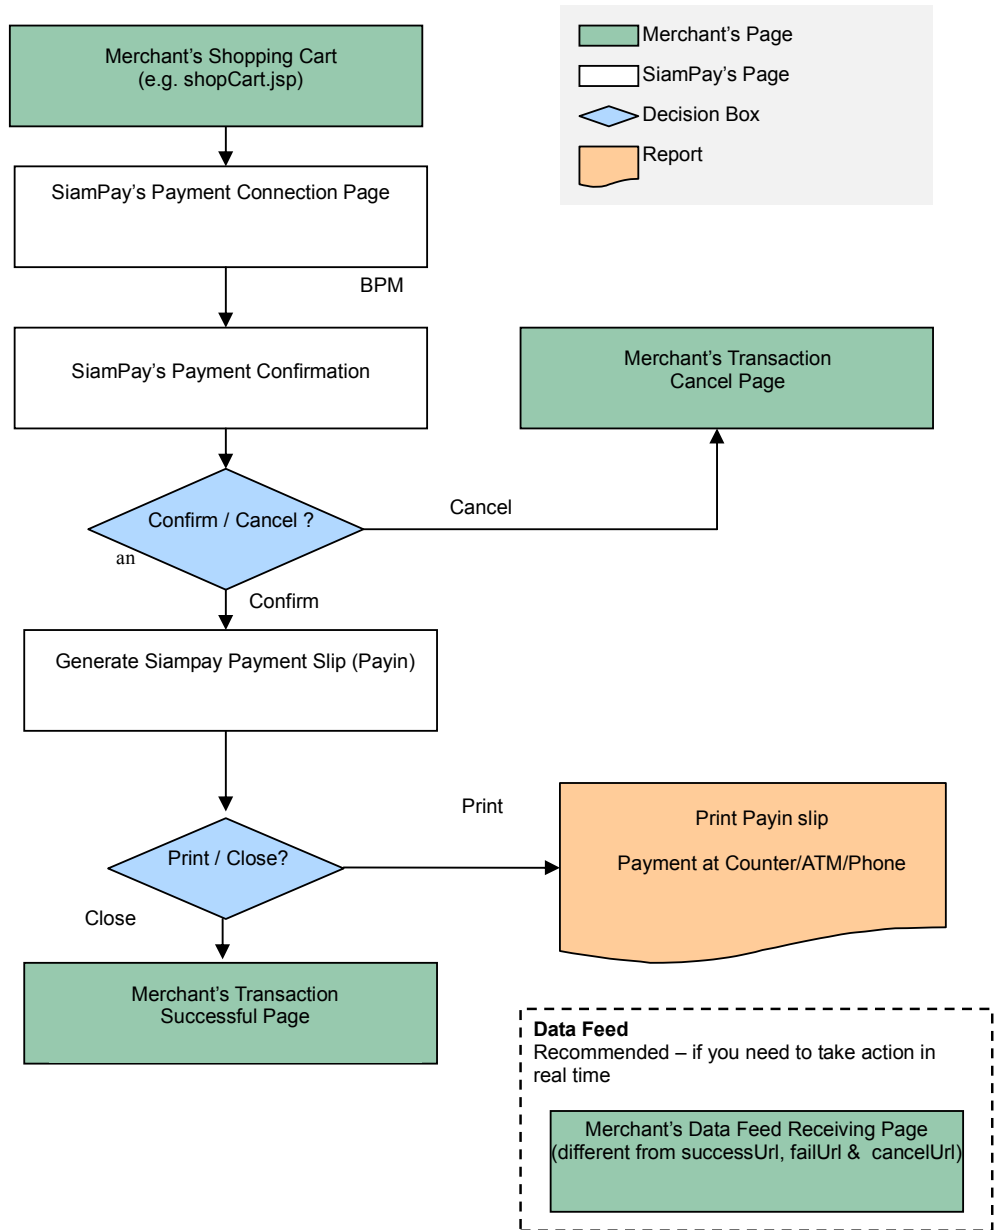 Merchant's Shopping Cart
(e.g. shopCart.jsp)
Merchant's Page
SiamPay's Page
Decision Box
Report
SiamPay's Payment Connection Page
BPM
SiamPay's Payment Confirmation
Merchant's Transaction
Cancel Page
Confirm / Cancel ?
an
Cancel
Confirm
Generate Siampay Payment Slip (Payin)
Print
Print Payin slip
Payment at Counter/ATM/Phone
Print / Close?
Close
Merchant's Transaction
Successful Page
Data Feed
Recommended – if you need to take action in
real time
Merchant's Data Feed Receiving Page
(different from successUrl, failUrl & cancelUrl)